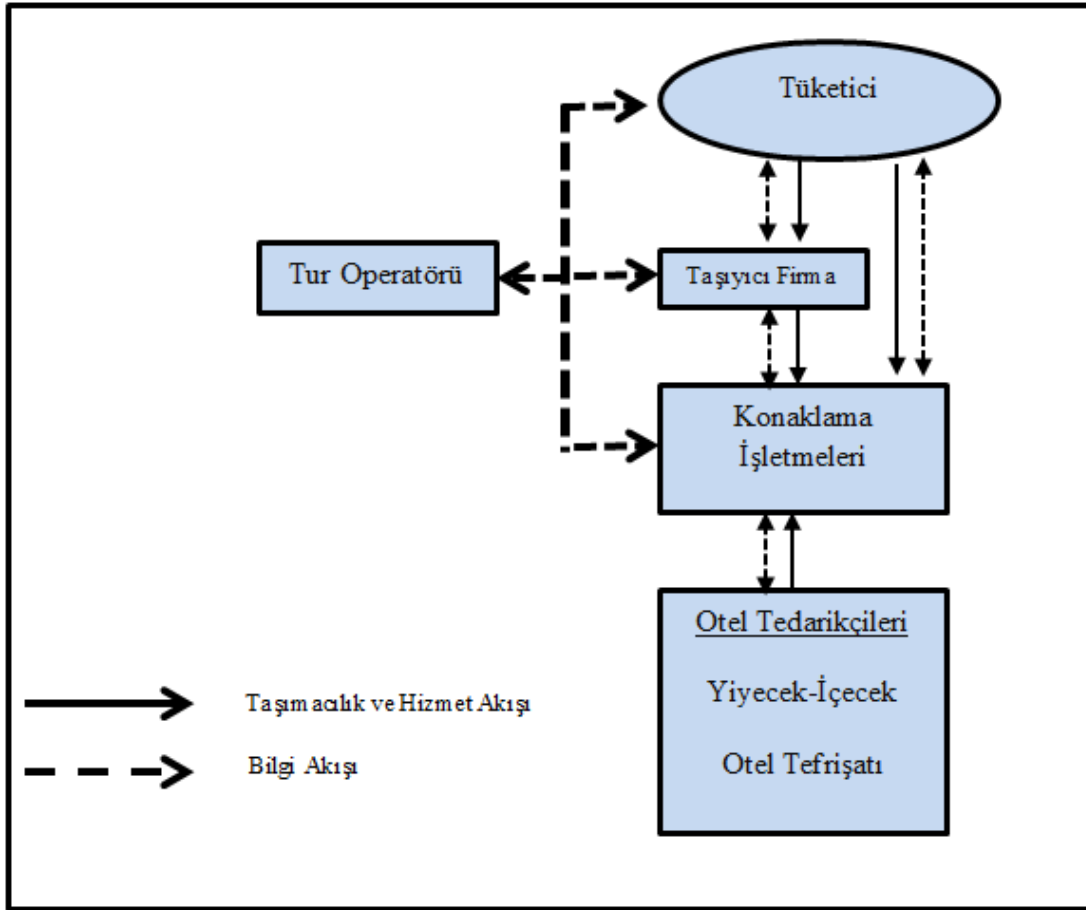 Tüketici
Tur Operatörü
Taşıyıcı Firma
Konaklama
İşletmeleri
Otel Tedarikçileri
Yiyecek-İçecek
Otel Tefrişatı
Taşımacılık ve Hizmet Akışı
Bilgi Akışı